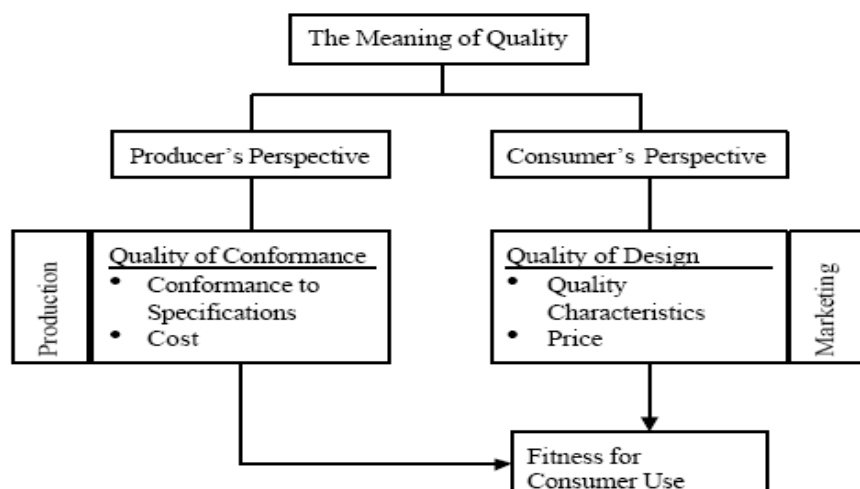 The Meaning of Quality
Producer's Perspective
Consumer's Perspective
Production
Quality of Conformance
• Conformance to
Specifications
• Cost
Quality of Design
• Quality
Characteristics
• Price
Marketing
Fitness for
Consumer Use